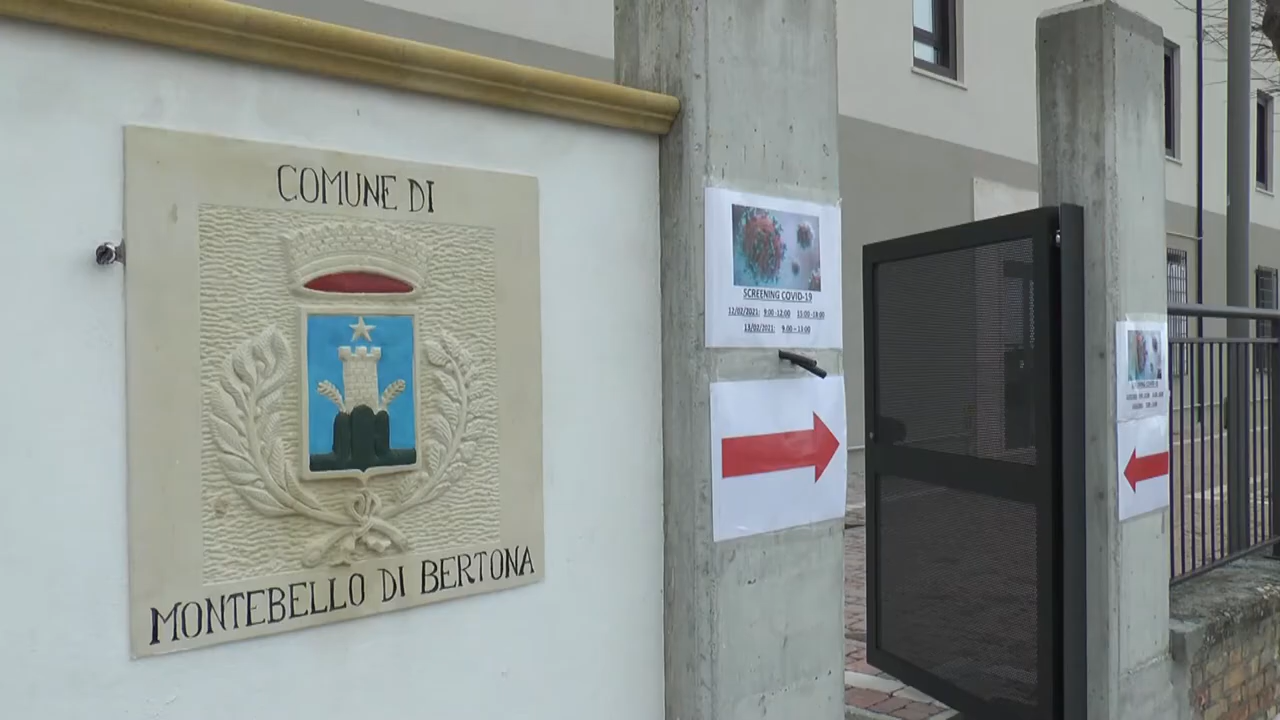 COMUNE DI
MONTEBELLO DI BERTONA
SCREENING COVID-19
12/02/2021: 9:00 -12:00 15:00 -18:00
13/02/2021: 9:00 – 13:00